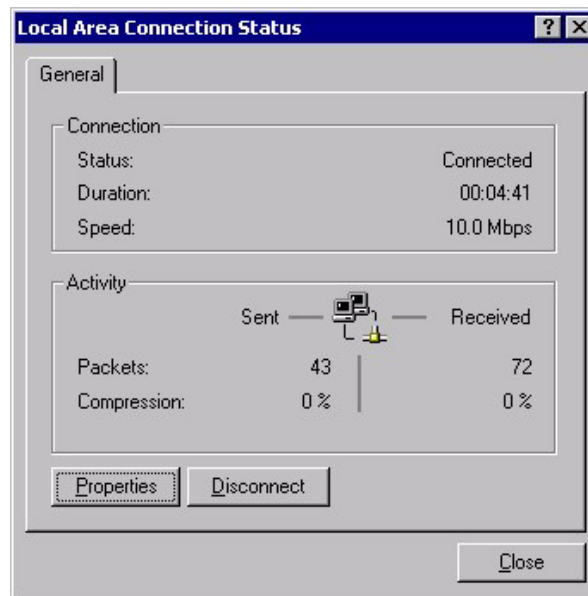 Local Area Connection Status
General
Connection
Status: Connected
Duration: 00:04:41
Speed: 10.0 Mbps
Activity
Sent Received
Packets: 43 72
Compression: 0 % 0 %
Properties Disconnect
Close